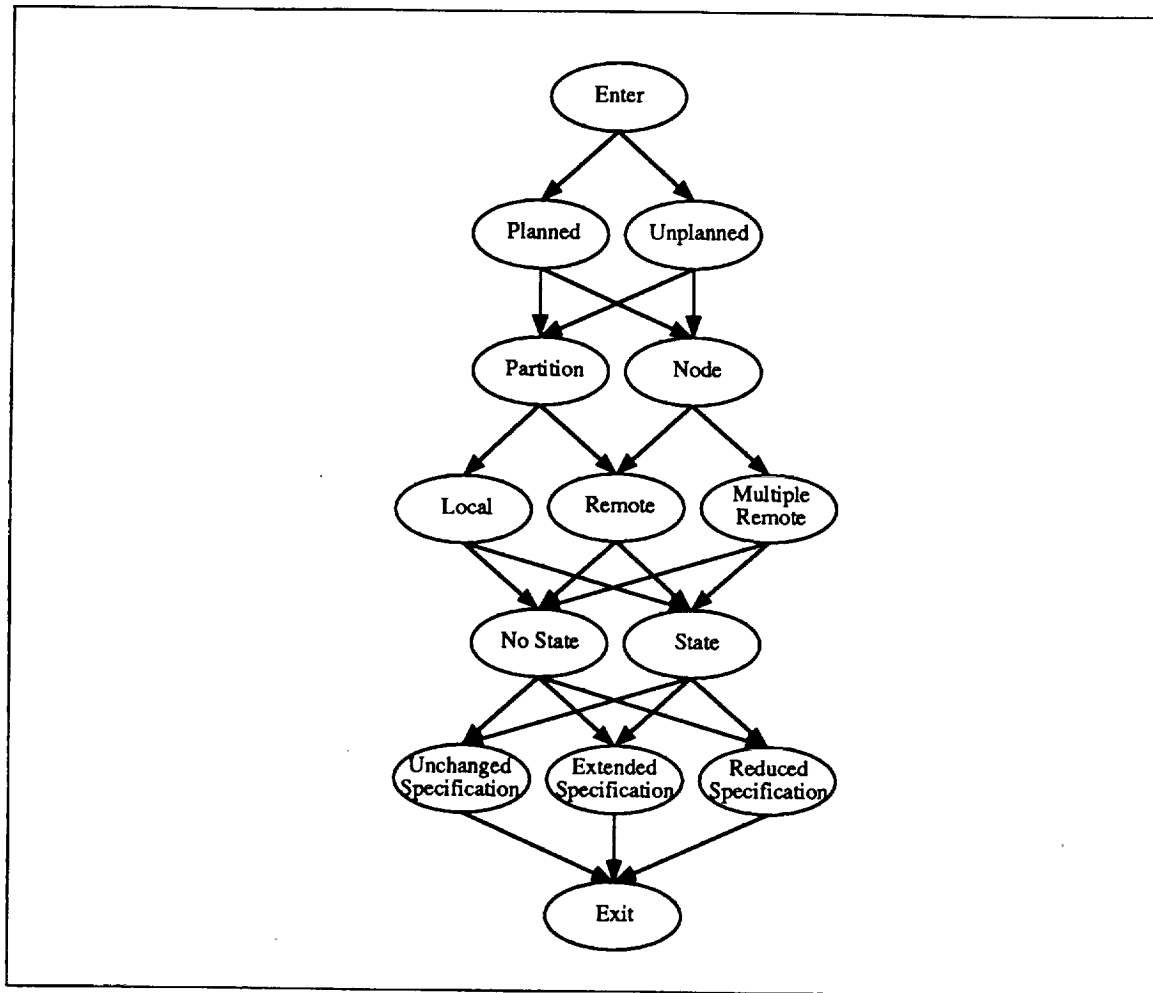 Enter
Planned
Unplanned
Partition
Node
Local
Remote
Multiple
Remote
No State
State
Unchanged
Specification
Extended
Specification
Reduced
Specification
Exit